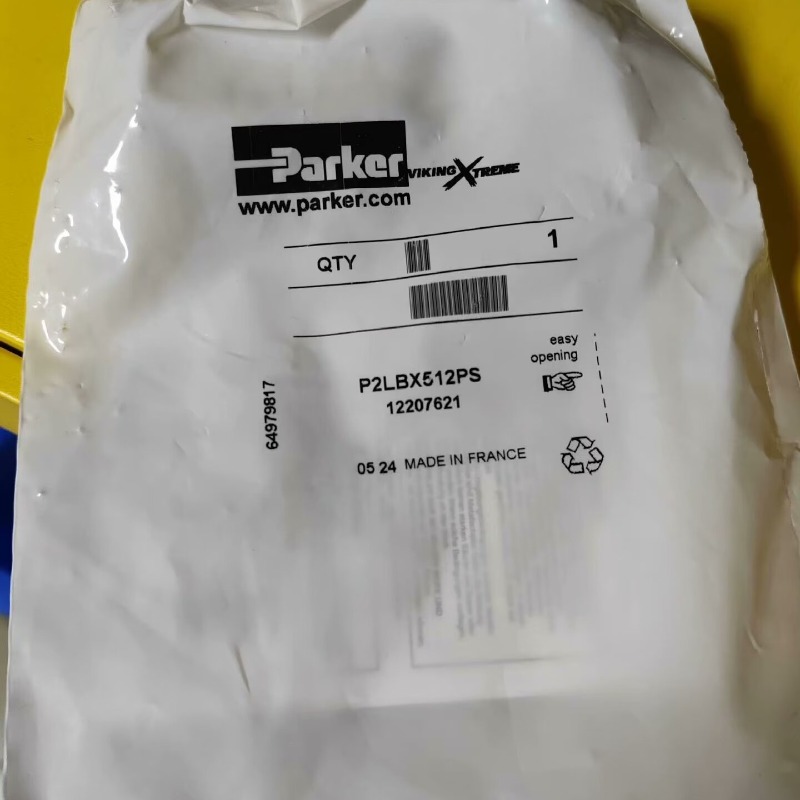 Parker VIKING XTREME
www.parker.com
QTY 1
easy
opening
P2LBX512PS
12207621
64979817
05 24 MADE IN FRANCE